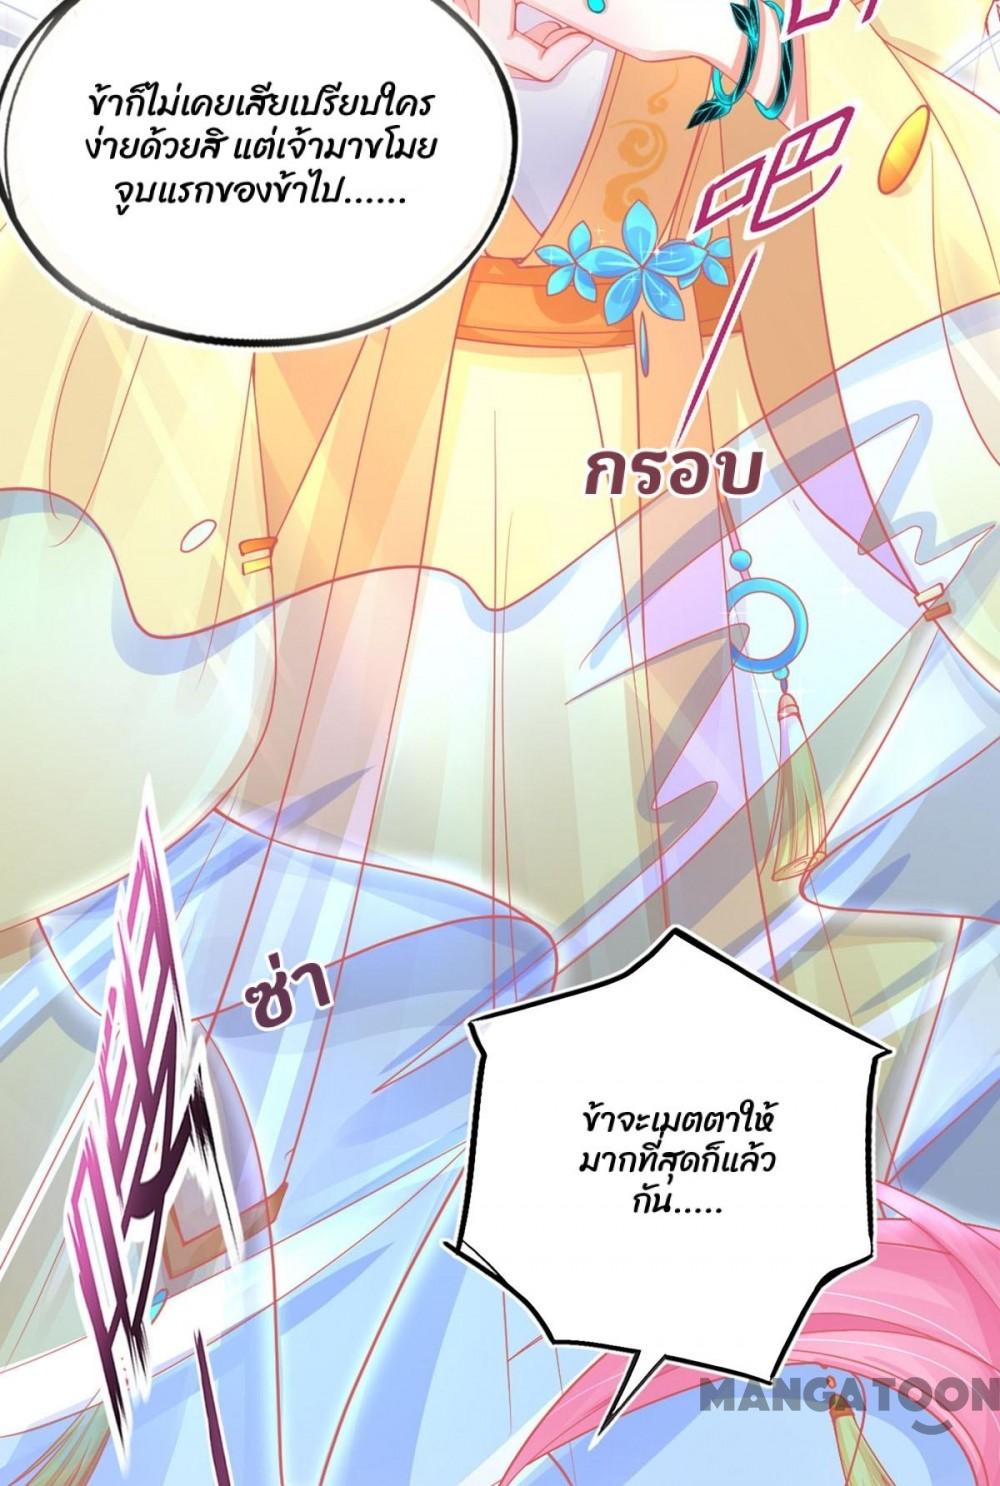 ข้าก็ไม่เคยเสียเปรียบใคร
ง่ายด้วยสิ แต่เจ้ามาขโมย
จูบแรกของข้าไป......
吧
กรอบ
ซ่า
ข้าจะเมตตาให้
มากที่สุดก็แล้ว
กัน.....
MANGATOON